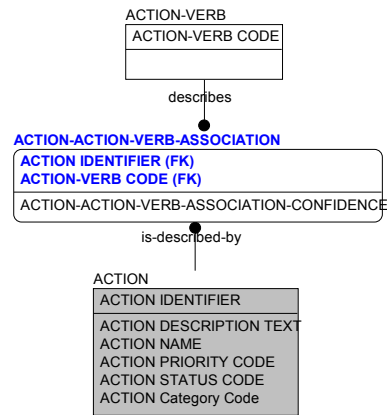 ACTION-VERB
ACTION-VERB CODE
describes
ACTION-ACTION-VERB-ASSOCIATION
ACTION IDENTIFIER (FK)
ACTION-VERB CODE (FK)
ACTION-ACTION-VERB-ASSOCIATION-CONFIDENCE
is-described-by
ACTION
ACTION IDENTIFIER
ACTION DESCRIPTION TEXT
ACTION NAME
ACTION PRIORITY CODE
ACTION STATUS CODE
ACTION Category Code